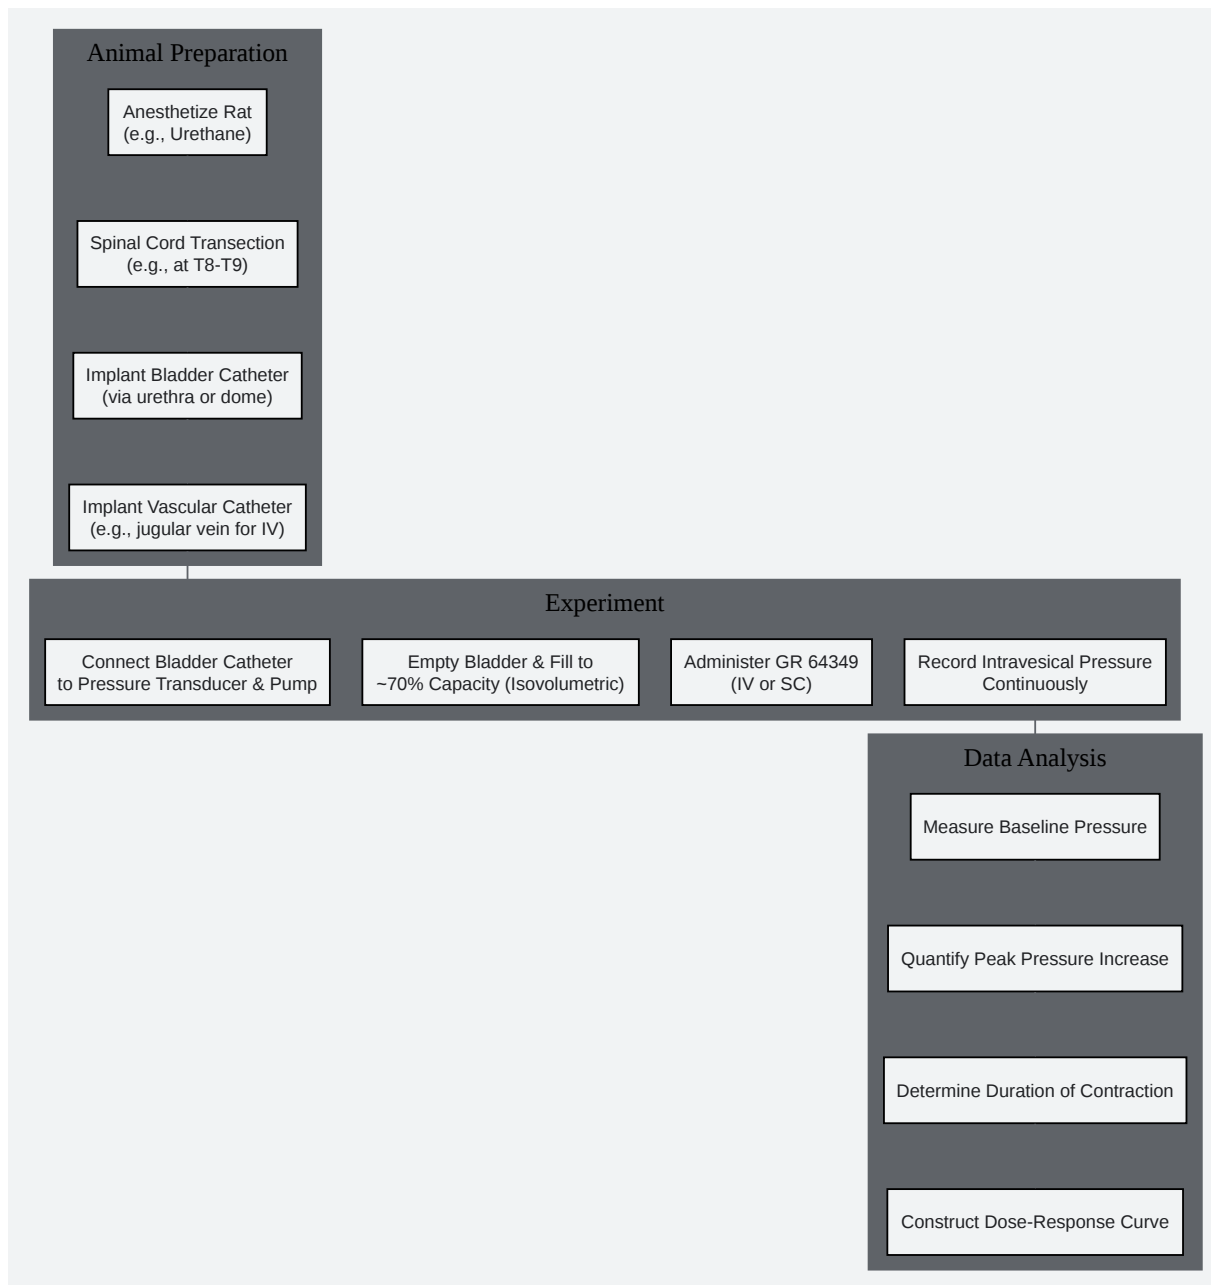 Animal Preparation
Anesthetize Rat
(e.g., Urethane)
Spinal Cord Transection
(e.g., at T8-T9)
Implant Bladder Catheter
(via urethra or dome)
Implant Vascular Catheter
(e.g., jugular vein for IV)
Experiment
Connect Bladder Catheter
to Pressure Transducer & Pump
Empty Bladder & Fill to
~70% Capacity (Isovolumetric)
Administer GR 64349
(IV or SC)
Record Intravesical Pressure
Continuously
Data Analysis
Measure Baseline Pressure
Quantify Peak Pressure Increase
Determine Duration of Contraction
Construct Dose-Response Curve